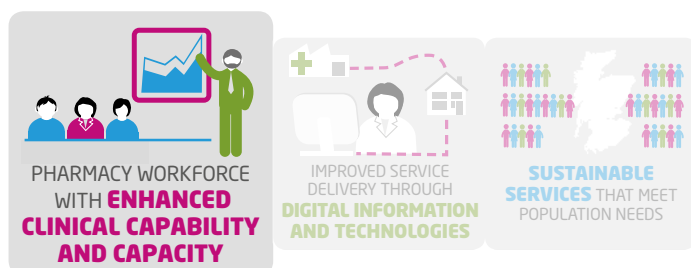 PHARMACY WORKFORCE
WITH ENHANCED
CLINICAL CAPABILITY
AND CAPACITY
IMPROVED SERVICE
DELIVERY THROUGH
DIGITAL INFORMATION
AND TECHNOLOGIES
SUSTAINABLE
SERVICES THAT MEET
POPULATION NEEDS